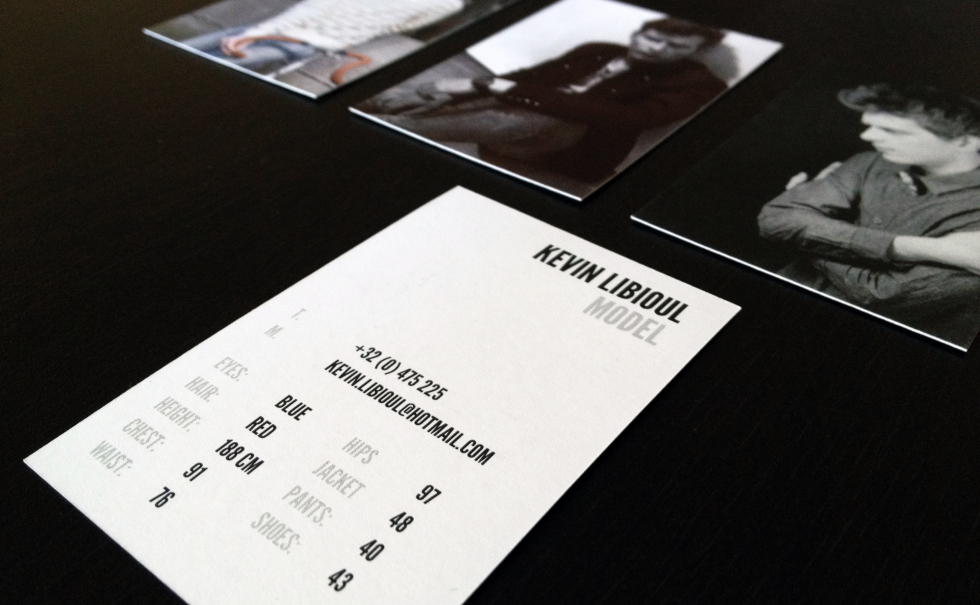 KEVIN LIBIOUL
MODEL
T. +32 (0) 475 225
M. KEVIN.LIBIOUL@HOTMAIL.COM
EYES: BLUE HIPS 97
HAIR: RED JACKET 48
HEIGHT: 188 CM PANTS: 40
CHEST: 91 SHOES: 43
WAIST: 76